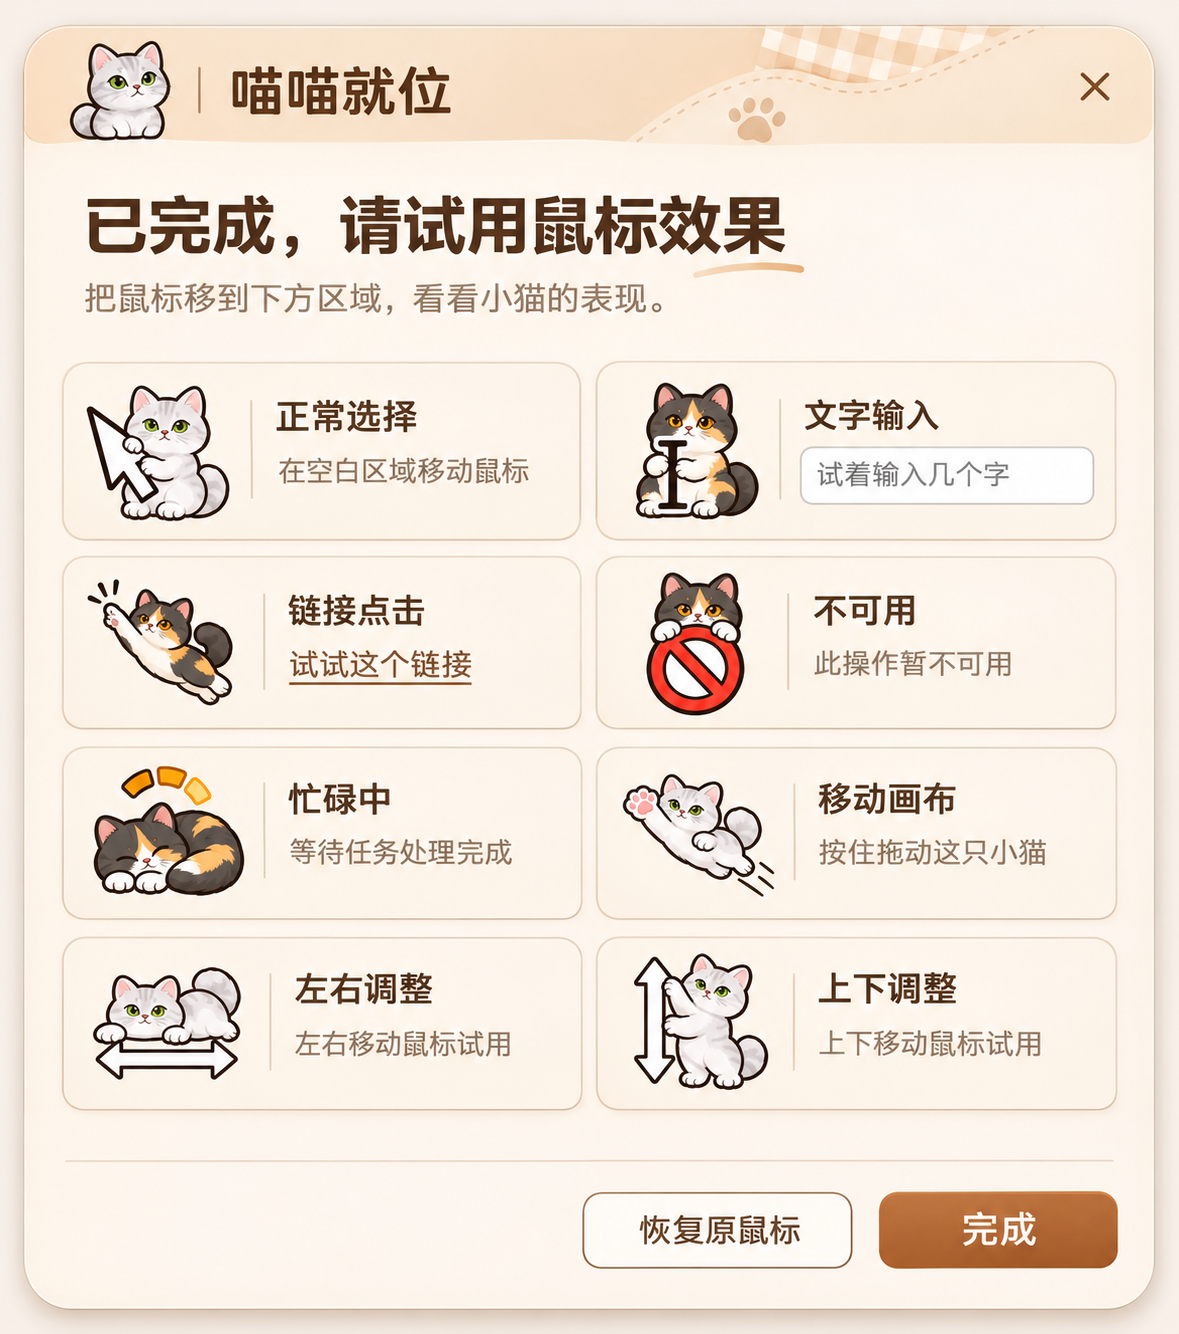 喵喵就位
已完成，请试用鼠标效果
把鼠标移到下方区域，看看小猫的表现。
正常选择
在空白区域移动鼠标
文字输入
试着输入几个字
链接点击
试试这个链接
不可用
此操作暂不可用
忙碌中
等待任务处理完成
移动画布
按住拖动这只小猫
左右调整
左右移动鼠标试用
上下调整
上下移动鼠标试用
恢复原鼠标
完成